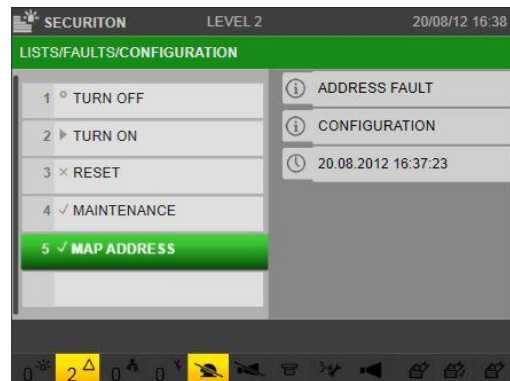 SECURITON LEVEL 2 20/08/12 16:38
LISTS/FAULTS/CONFIGURATION
1 TURN OFF
2 TURN ON
3 RESET
4 MAINTENANCE
5 MAP ADDRESS
ADDRESS FAULT
CONFIGURATION
20.08.2012 16:37:23
0 2 0 0